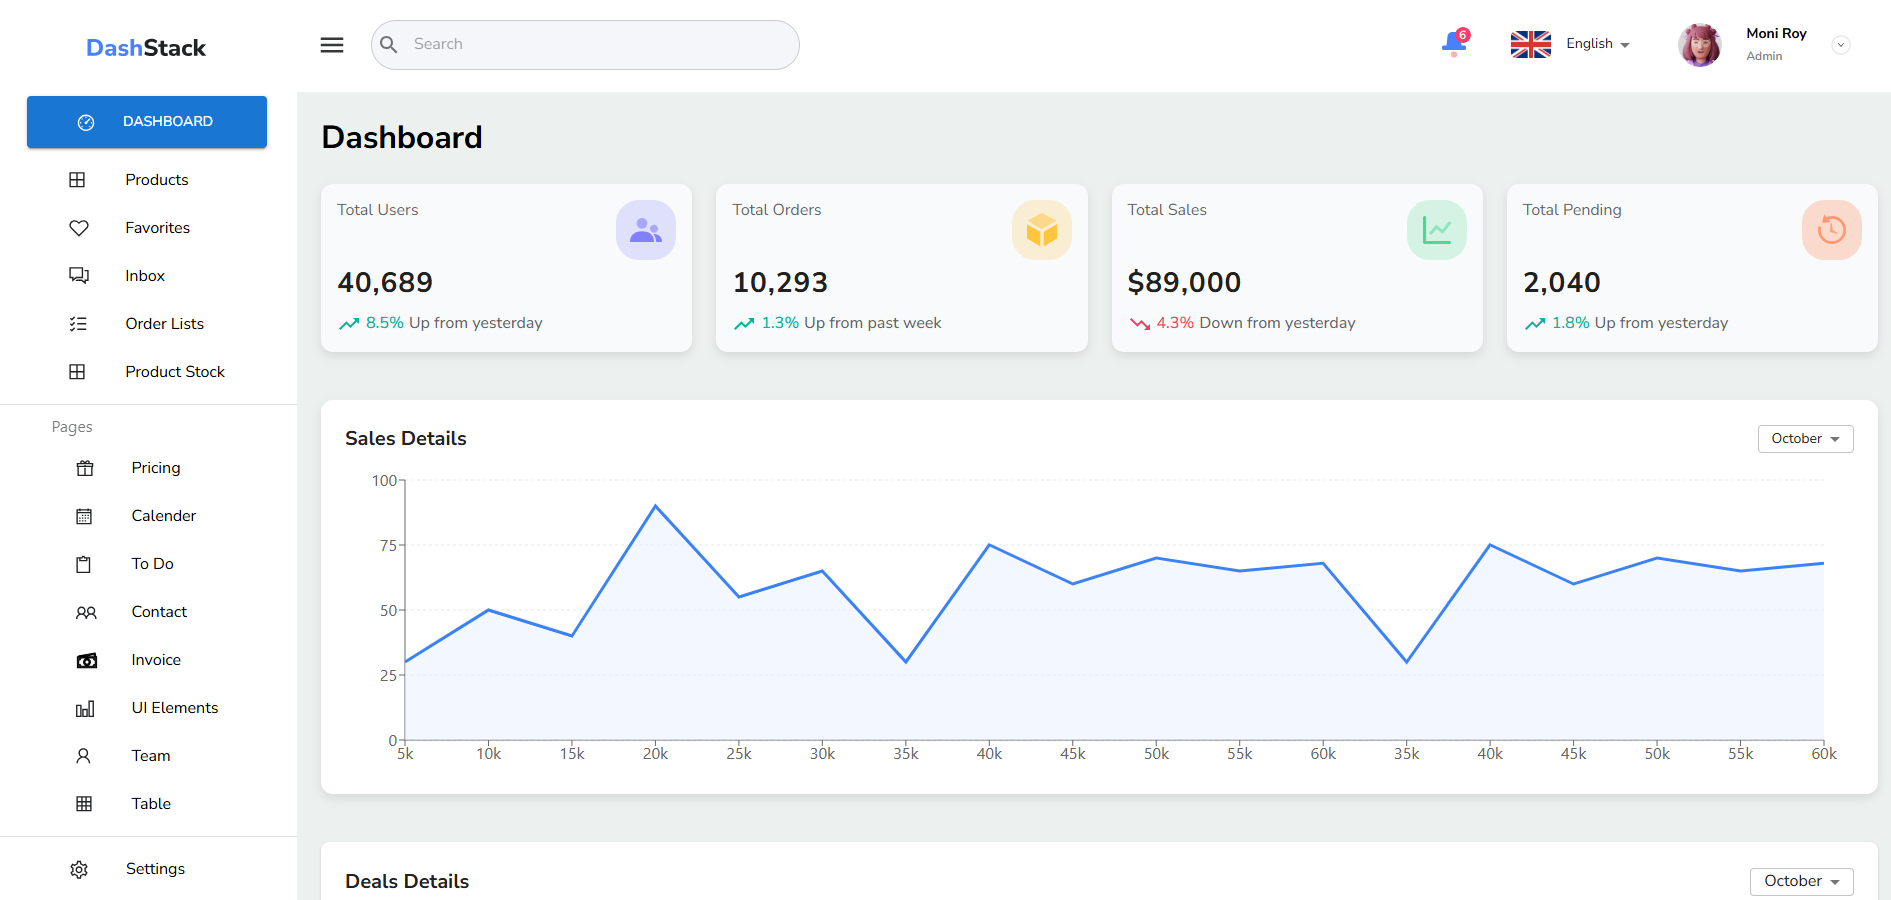 DashStack
Search
6
English
Moni Roy
Admin
DASHBOARD
Products
Favorites
Inbox
Order Lists
Product Stock
Pages
Pricing
Calender
To Do
Contact
Invoice
UI Elements
Team
Table
Settings
Dashboard
Total Users
40,689
8.5% Up from yesterday
Total Orders
10,293
1.3% Up from past week
Total Sales
$89,000
4.3% Down from yesterday
Total Pending
2,040
1.8% Up from yesterday
Sales Details
October
100
75
50
25
0
5k 10k 15k 20k 25k 30k 35k 40k 45k 50k 55k 60k 35k 40k 45k 50k 55k 60k
Deals Details
October